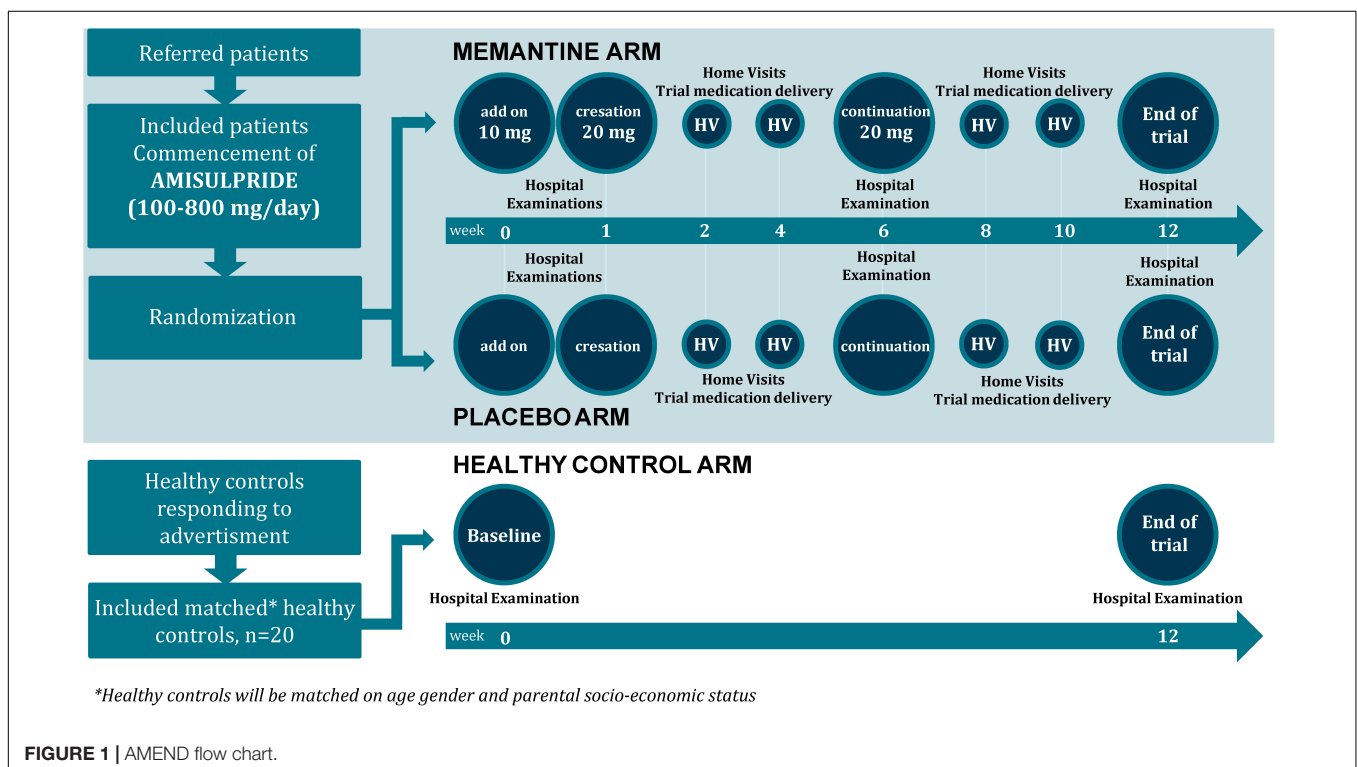 Referred patients
Included patients
Commencement of
AMISULPRIDE
(100-800 mg/day)
Randomization
MEMANTINE ARM
add on
10 mg
cresation
20 mg
Home Visits
Trial medication delivery
HV
HV
continuation
20 mg
Home Visits
Trial medication delivery
HV
HV
End of
trial
Hospital
Examinations
Hospital
Examination
Hospital
Examination
week 0 1 2 4 6 8 10 12
Hospital
Examinations
Hospital
Examination
Hospital
Examination
add on
cresation
HV
HV
Home Visits
Trial medication delivery
continuation
HV
HV
Home Visits
Trial medication delivery
End of
trial
PLACEBO ARM
Healthy controls
responding to
advertisment
Included matched* healthy
controls, n=20
HEALTHY CONTROL ARM
Baseline
Hospital Examination
End of
trial
Hospital Examination
week 0 12
*Healthy controls will be matched on age gender and parental socio-economic status
FIGURE 1 | AMEND flow chart.